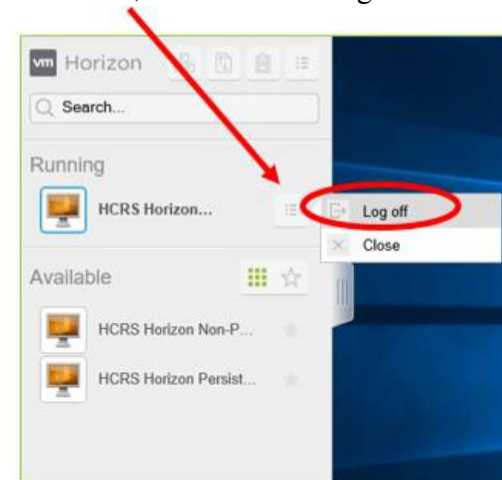 vm Horizon
Search...
Running
HCRS Horizon...
Log off
Close
Available
HCRS Horizon Non-P...
HCRS Horizon Persist...